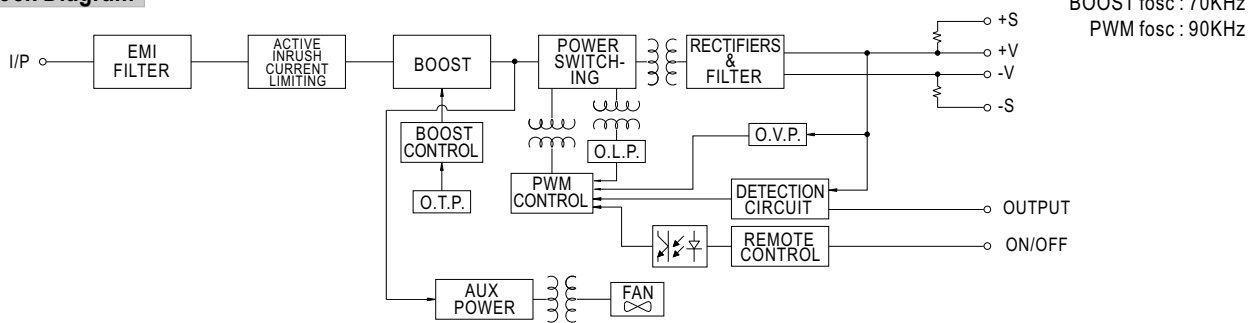 Block Diagram
BOOST fosc : 70KHz
PWM fosc : 90KHz
I/P
EMI
FILTER
ACTIVE
INRUSH
CURRENT
LIMITING
BOOST
POWER
SWITCH-
ING
RECTIFIERS
&
FILTER
+S
+V
-V
-S
BOOST
CONTROL
O.T.P.
O.L.P.
O.V.P.
PWM
CONTROL
DETECTION
CIRCUIT
OUTPUT
REMOTE
CONTROL
ON/OFF
AUX
POWER
FAN